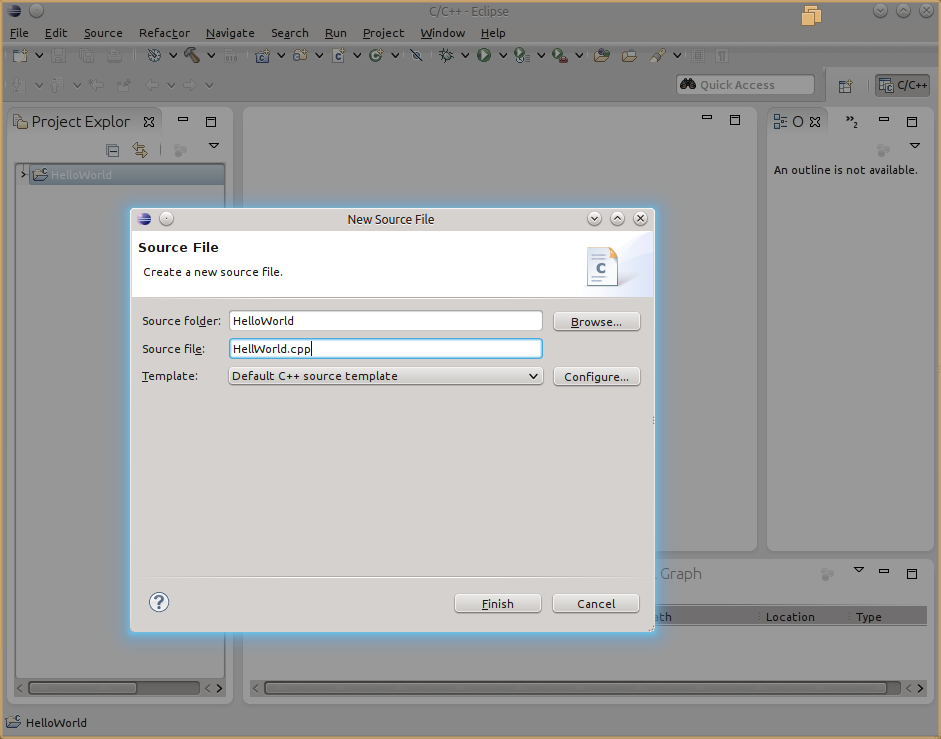 C/C++ - Eclipse
File Edit Source Refactor Navigate Search Run Project Window Help
Quick Access
C/C++
Project Explor
O
»2
HelloWorld
An outline is not available.
New Source File
Source File
Create a new source file.
C
Source folder: HelloWorld Browse...
Source file: HellWorld.cpp
Template: Default C++ source template Configure...
? Finish Cancel
Graph
ath Location Type
HelloWorld